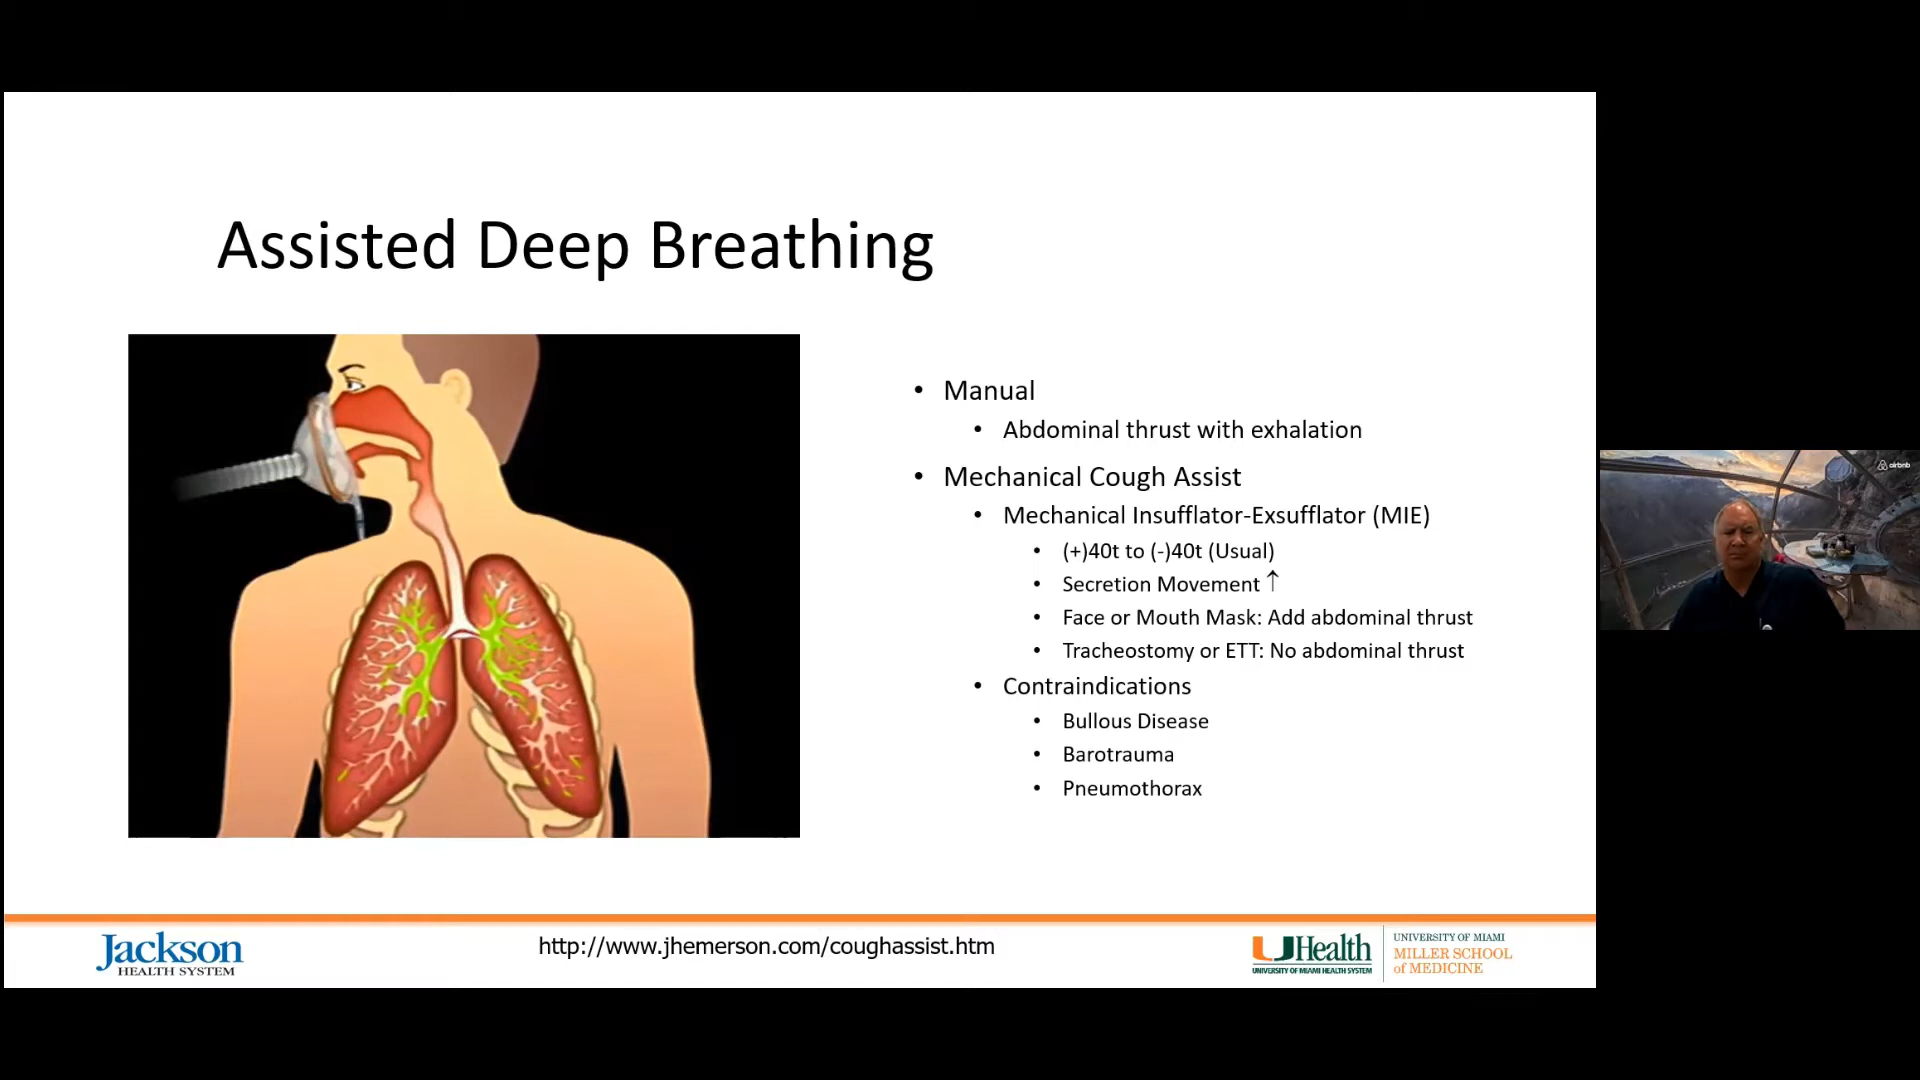 Assisted Deep Breathing
• Manual
• Abdominal thrust with exhalation
• Mechanical Cough Assist
• Mechanical Insufflator-Exsufflator (MIE)
• (+)40t to (-)40t (Usual)
• Secretion Movement ↑
• Face or Mouth Mask: Add abdominal thrust
• Tracheostomy or ETT: No abdominal thrust
• Contraindications
• Bullous Disease
• Barotrauma
• Pneumothorax
airbnb
Jackson
HEALTH SYSTEM
http://www.jhemerson.com/coughassist.htm
UHealth
UNIVERSITY OF MIAMI HEALTH SYSTEM
UNIVERSITY OF MIAMI
MILLER SCHOOL
of MEDICINE